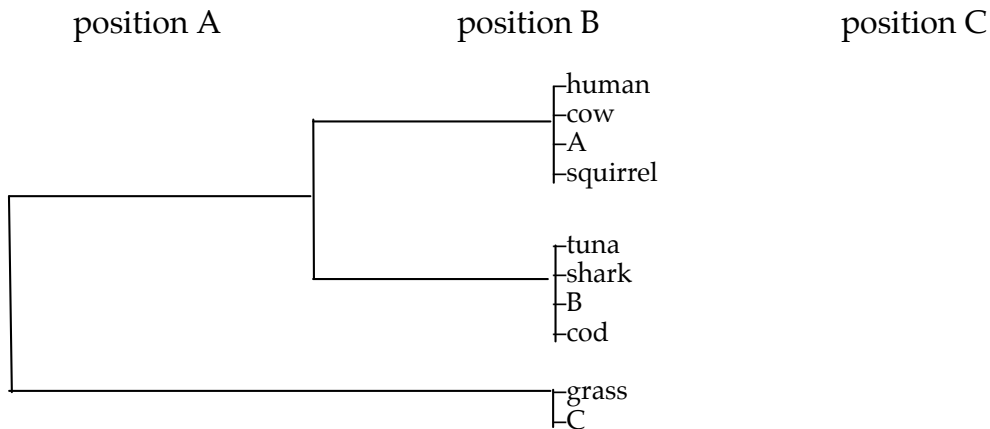 position A position B position C
human
cow
A
squirrel
tuna
shark
B
cod
grass
C